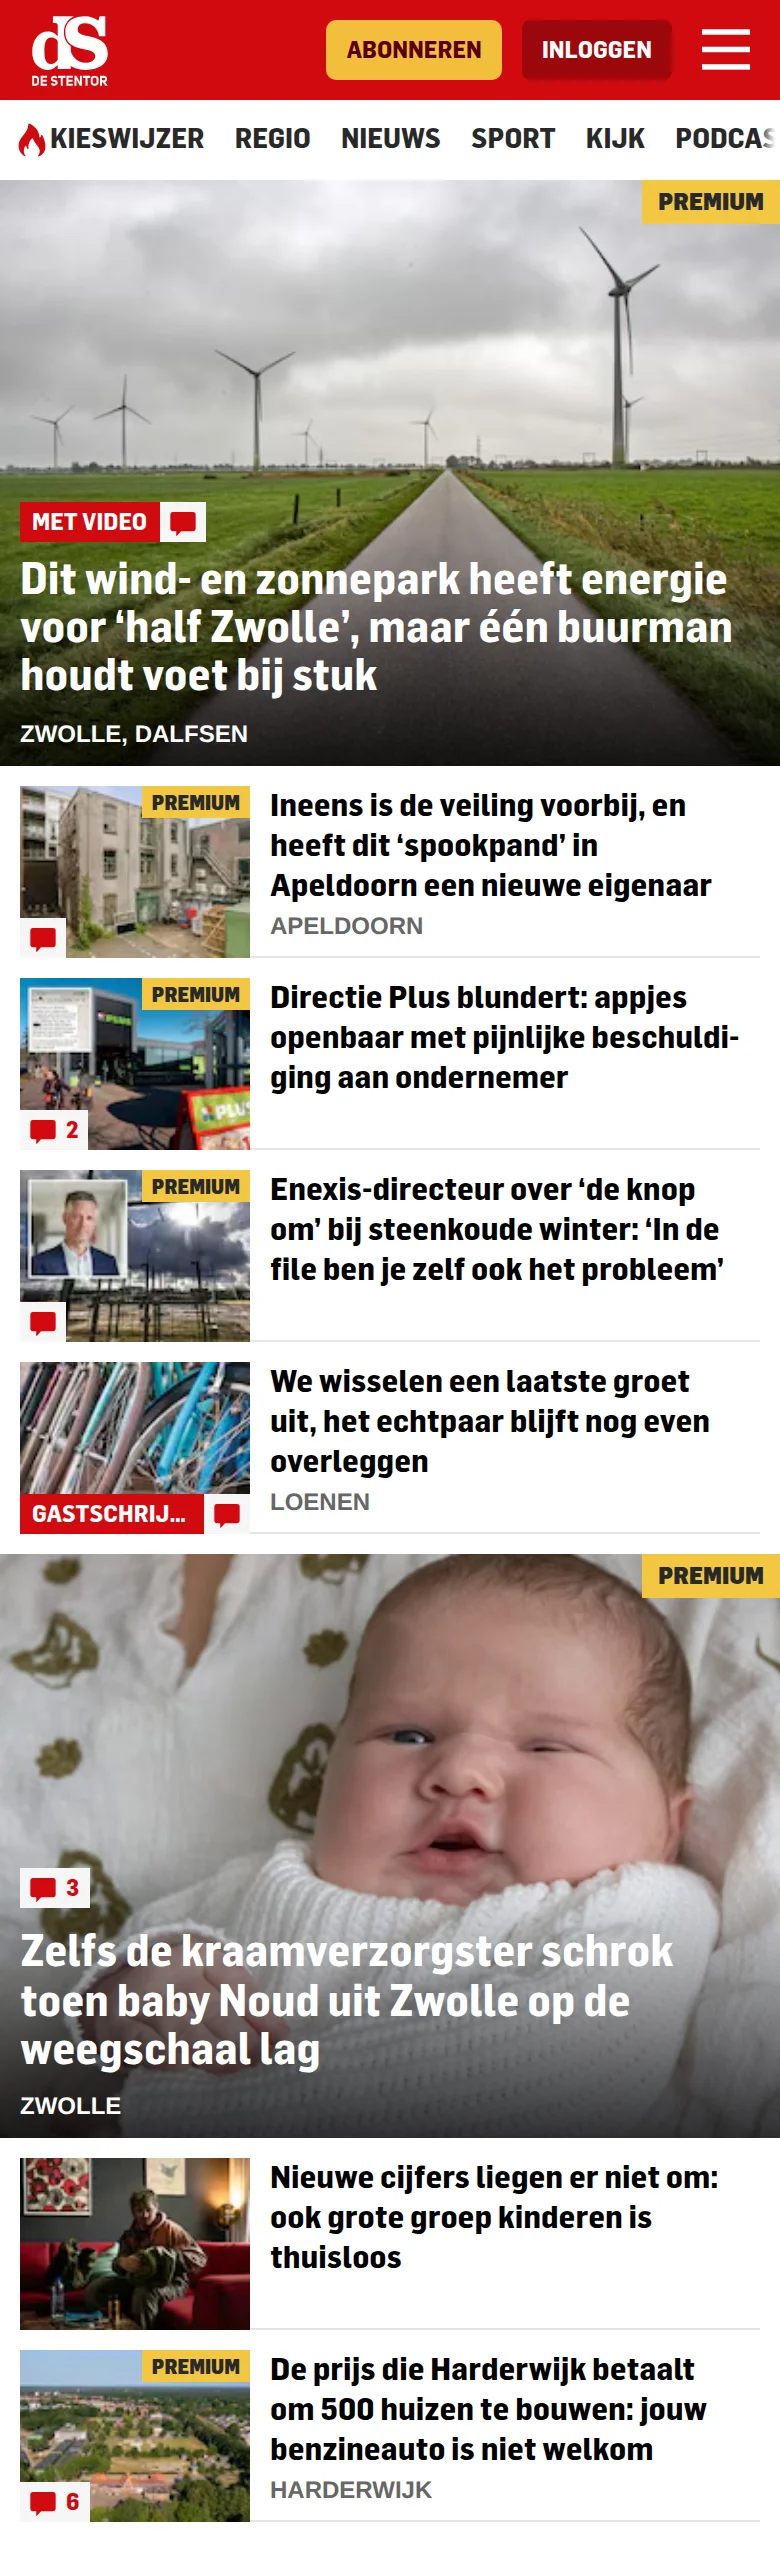 dS
DE STENTOR
ABONNEREN
INLOGGEN
KIESWIJZER REGIO NIEUWS SPORT KIJK PODCAS
PREMIUM
MET VIDEO
Dit wind- en zonnepark heeft energie
voor ‘half Zwolle’, maar één buurman
houdt voet bij stuk
ZWOLLE, DALFSEN
PREMIUM
Ineens is de veiling voorbij, en
heeft dit ‘spookpand’ in
Apeldoorn een nieuwe eigenaar
APELDOORN
PREMIUM
PLUS
PLUS
2
Directie Plus blundert: appjes
openbaar met pijnlijke beschuldi-
ging aan ondernemer
PREMIUM
Enexis-directeur over ‘de knop
om’ bij steenkoude winter: ‘In de
file ben je zelf ook het probleem’
GASTSCHRIJ...
We wisselen een laatste groet
uit, het echtpaar blijft nog even
overleggen
LOENEN
PREMIUM
3
Zelfs de kraamverzorgster schrok
toen baby Noud uit Zwolle op de
weegschaal lag
ZWOLLE
Nieuwe cijfers liegen er niet om:
ook grote groep kinderen is
thuisloos
PREMIUM
6
De prijs die Harderwijk betaalt
om 500 huizen te bouwen: jouw
benzineauto is niet welkom
HARDERWIJK